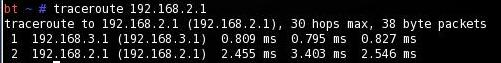 bt ~ # traceroute 192.168.2.1
traceroute to 192.168.2.1 (192.168.2.1), 30 hops max, 38 byte packets
1 192.168.3.1 (192.168.3.1) 0.809 ms 0.795 ms 0.827 ms
2 192.168.2.1 (192.168.2.1) 2.455 ms 3.403 ms 2.546 ms